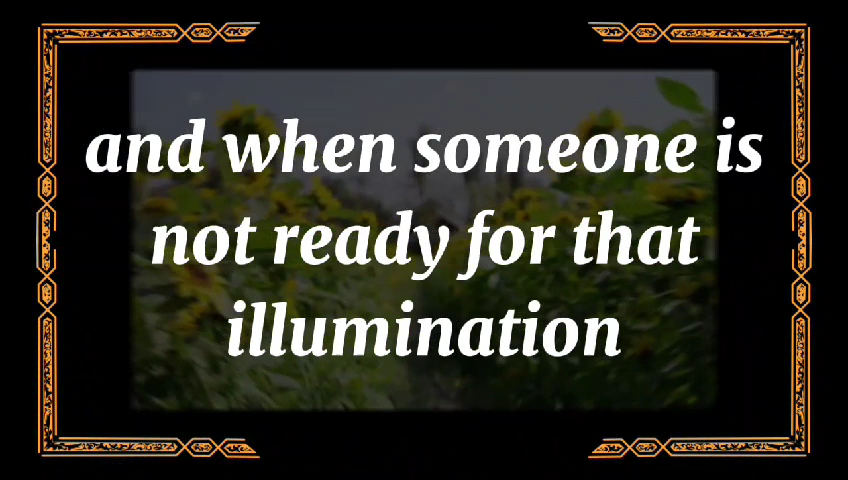 and when someone is
not ready for that
illumination